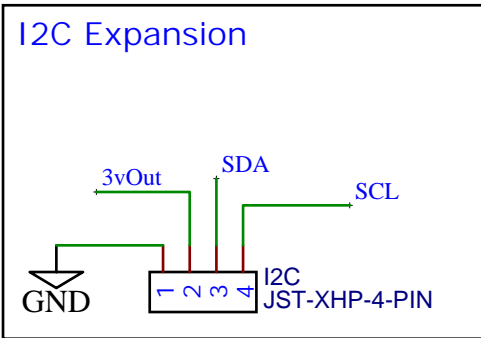 I2C Expansion
SDA
3vOut
SCL
GND
1 2 3 4
I2C
JST-XHP-4-PIN